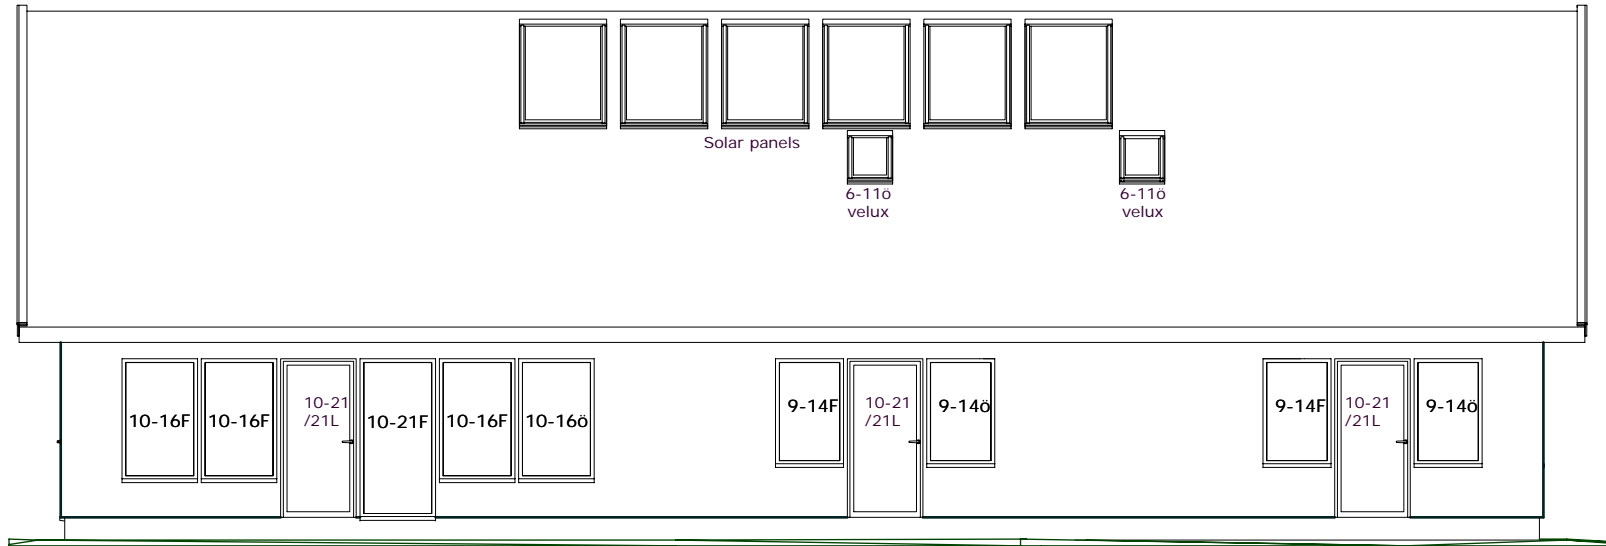 Solar panels
6-11ö
velux
6-11ö
velux
10-16F
10-16F
10-21
/21L
10-21F
10-16F
10-16ö
9-14F
10-21
/21L
9-14ö
9-14F
10-21
/21L
9-14ö